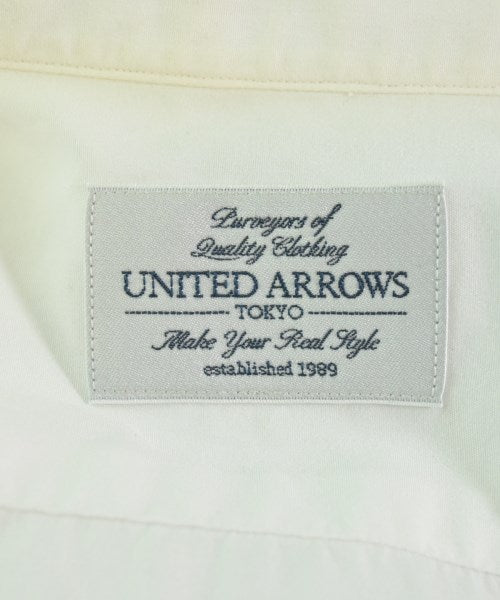 Purveyors of
Quality Clothing
UNITED ARROWS
TOKYO
Make Your Real Style
established 1989